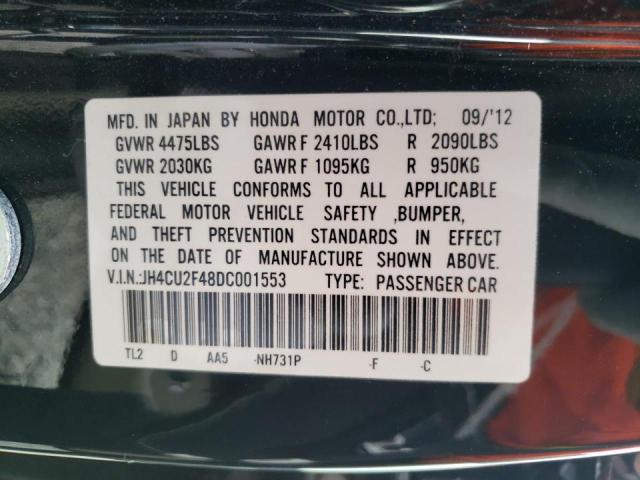 MFD. IN JAPAN BY HONDA MOTOR CO.,LTD; 09/'12
GVWR 4475LBS GAWR F 2410LBS R 2090LBS
GVWR 2030KG GAWR F 1095KG R 950KG
THIS VEHICLE CONFORMS TO ALL APPLICABLE
FEDERAL MOTOR VEHICLE SAFETY ,BUMPER,
AND THEFT PREVENTION STANDARDS IN EFFECT
ON THE DATE OF MANUFACTURE SHOWN ABOVE.
V.I.N.:JH4CU2F48DC001553 TYPE: PASSENGER CAR
TL2 D AA5 -NH731P -F -C